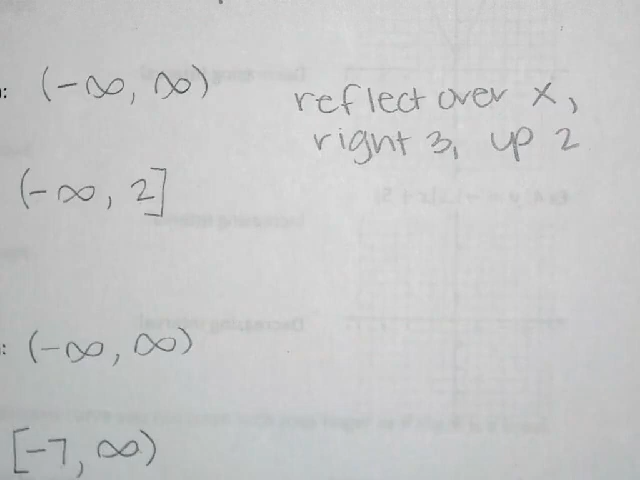 : (-∞, ∞)
reflect over x,
right 3, up 2
(-∞, 2]
: (-∞, ∞)
[-7, ∞)